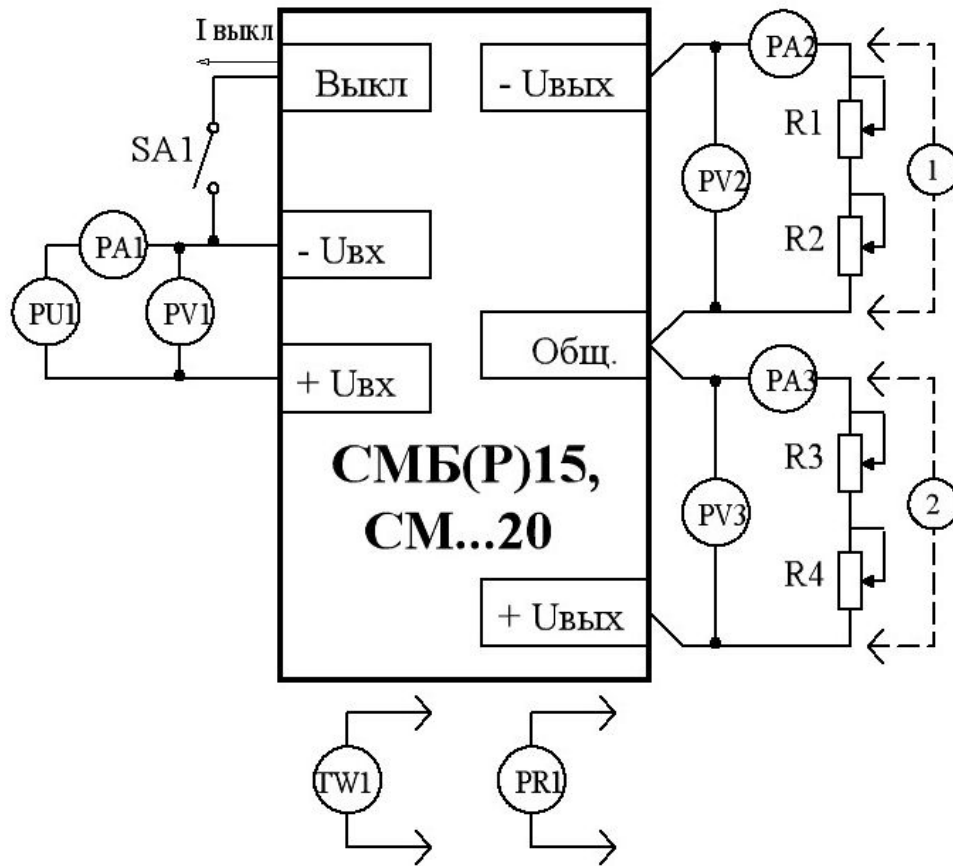 I выкл
Выкл
- Uвых
PA2
R1
SA1
PV2
1
PA1
- Uвх
R2
PU1
PV1
Общ.
+ Uвх
PA3
R3
СМБ(Р)15,
СМ...20
PV3
2
R4
+ Uвых
TW1
PR1